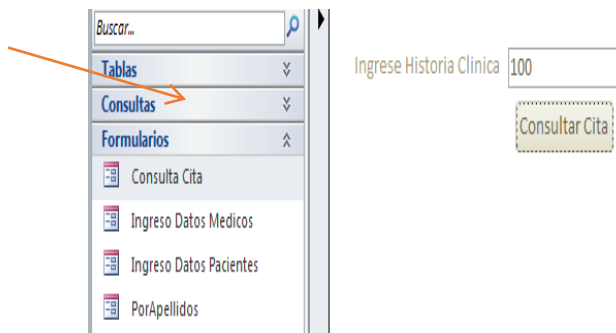 Buscar...
Tablas
Consultas
Formularios
Consulta Cita
Ingreso Datos Medicos
Ingreso Datos Pacientes
PorApellidos
Ingrese Historia Clinica 100
Consultar Cita